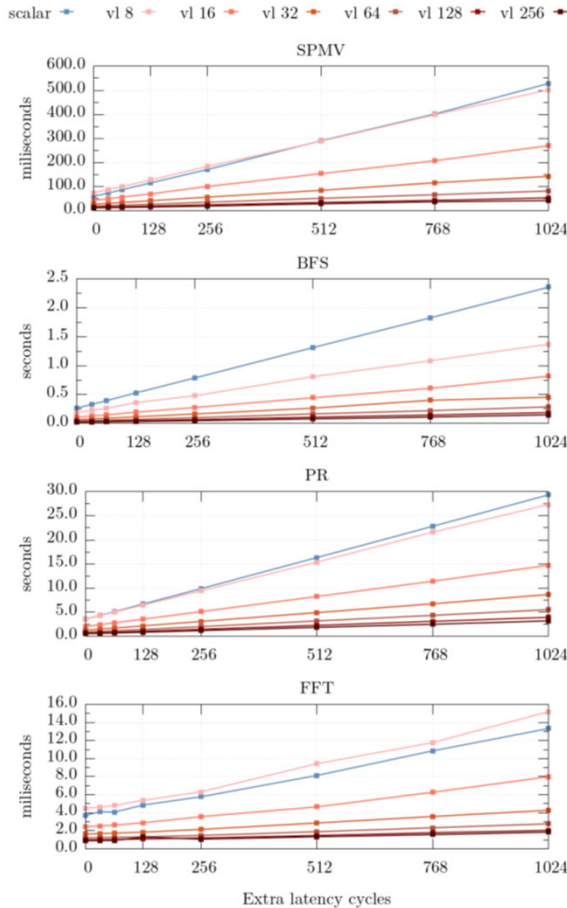 scalar vl 8 vl 16 vl 32 vl 64 vl 128 vl 256
SPMV
600.0
500.0
400.0
300.0
200.0
100.0
0.0
miliseconds
0 128 256 512 768 1024
BFS
2.5
2.0
1.5
1.0
0.5
0.0
seconds
0 128 256 512 768 1024
PR
30.0
25.0
20.0
15.0
10.0
5.0
0.0
seconds
0 128 256 512 768 1024
FFT
16.0
14.0
12.0
10.0
8.0
6.0
4.0
2.0
0.0
miliseconds
0 128 256 512 768 1024
Extra latency cycles